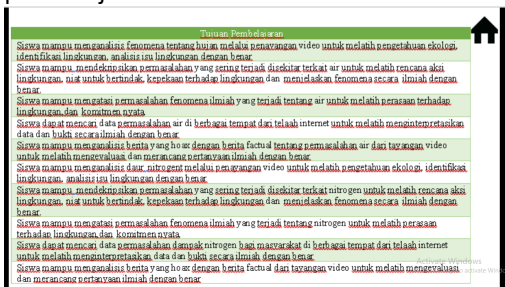 Tujuan Pembelajaran
Siswa mampu menganalisis fenomena tentang hujan melalui penayangan video untuk melatih pengetahuan ekologi,
identifikasi lingkungan, analisis isu lingkungan dengan benar
Siswa mampu mendekripsikan permasalahan yang sering terjadi disekitar terkait air untuk melatih rencana aksi
lingkungan, niat untuk bertindak, kepekaan terhadap lingkungan dan menjelaskan fenomena secara ilmiah dengan
benar.
Siswa mampu mengatasi permasalahan fenomena ilmiah yang terjadi tentang air untuk melatih perasaan terhadap
lingkungan,dan komitmen nyata
Siswa dapat mencari data permasalahan air di berbagai tempat dari telaah internet untuk melatih menginterpretasikan
data dan bukti secara ilmiah dengan benar
Siswa mampu menganalisis berita yang hoax dengan berita factual tentang permasalahan air dari tayangan video
untuk melatih mengevaluasi dan merancang pertanyaan ilmiah dengan benar
Siswa mampu menganalisis daur nitrogent melalui penayangan video untuk melatih pengetahuan ekologi, identifikasi
lingkungan, analisis isu lingkungan dengan benar
Siswa mampu mendekripsikan permasalahan yang sering terjadi disekitar terkait nitrogen untuk melatih rencana aksi
lingkungan, niat untuk bertindak, kepekaan terhadap lingkungan dan menjelaskan fenomena secara ilmiah dengan
benar.
Siswa mampu mengatasi permasalahan fenomena ilmiah yang terjadi tentang nitrogen untuk melatih perasaan
terhadap lingkungan,dan komitmen nyata
Siswa dapat mencari data permasalahan dampak nitrogen bagi masyarakat di berbagai tempat dari telaah internet
untuk melatih menginterpretasikan data dan bukti secara ilmiah dengan benar
Siswa mampu menganalisis berita yang hoax dengan berita factual dari tayangan video untuk melatih mengevaluasi
dan merancang pertanyaan ilmiah dengan benar
Activate Windows